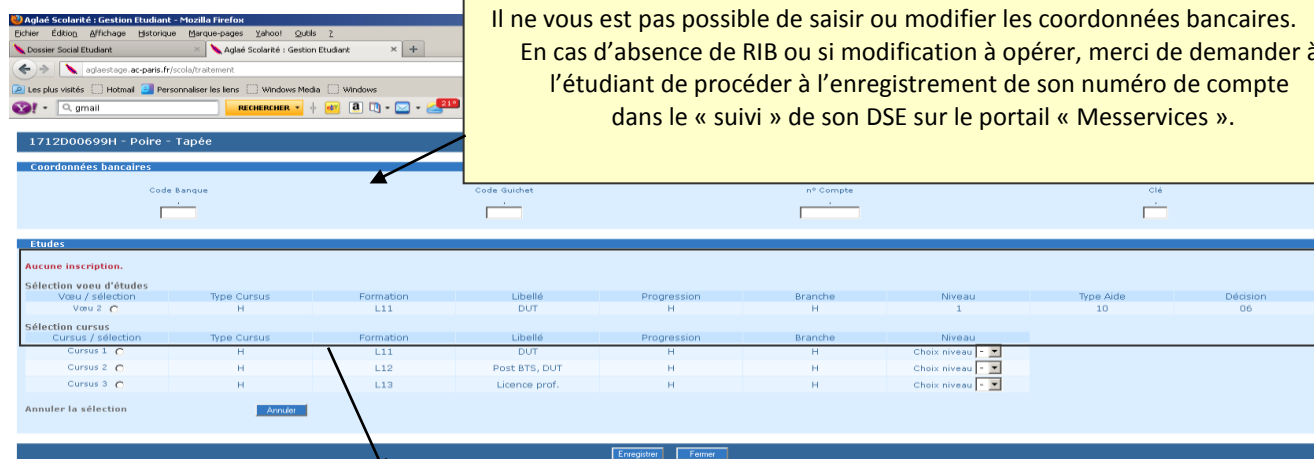 Aglaé Scolarité : Gestion Etudiant - Mozilla Firefox
Il ne vous est pas possible de saisir ou modifier les coordonnées bancaires.
Eichier Édition Affichage Historique Marque-pages Yahoo! Outils ?
En cas d'absence de RIB ou si modification à opérer, merci de demander à
Dossier Social Etudiant × Aglaé Scolarité : Gestion Etudiant × +
aglaestage.ac-paris.fr/scola/traitement
l'étudiant de procéder à l'enregistrement de son numéro de compte
Les plus visités Hotmail Personnaliser les liens Windows Media Windows
gmail RECHERCHER 21°
dans le « suivi » de son DSE sur le portail « Messervices ».
1712D00699H - Poire - Tapée
Coordonnées bancaires
Code Banque Code Guichet n° Compte Clé
Etudes
Aucune inscription.
Sélection voeu d'études
Vœu / sélection Type Cursus Formation Libellé Progression Branche Niveau Type Aide Décision
Vœu 2 H L11 DUT H H 1 10 06
Sélection cursus
Cursus / sélection Type Cursus Formation Libellé Progression Branche Niveau
Cursus 1 H L11 DUT H H Choix niveau -
Cursus 2 H L12 Post BTS, DUT H H Choix niveau -
Cursus 3 H L13 Licence prof. H H Choix niveau -
Annuler la sélection Annuler
Enregistrer Fermer